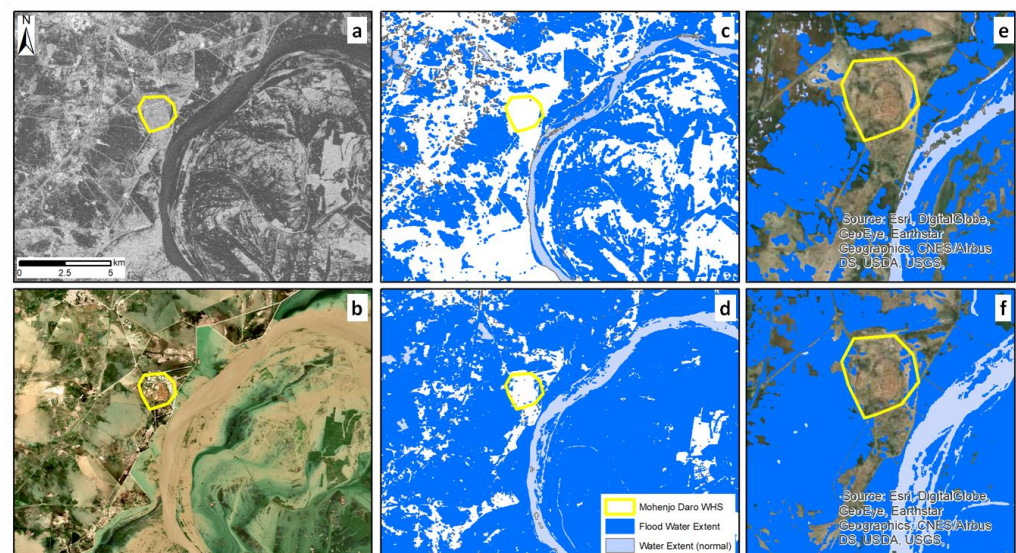 N
a
km
0 2.5 5
b
c
d
Mohenjo Daro WHS
Flood Water Extent
Water Extent (normal)
e
Source: Esri, DigitalGlobe,
GeoEye, Earthstar
Geographics, CNES/Airbus
DS, USDA, USGS,
f
Source: Esri, DigitalGlobe,
GeoEye, Earthstar
Geographics, CNES/Airbus
DS, USDA, USGS,